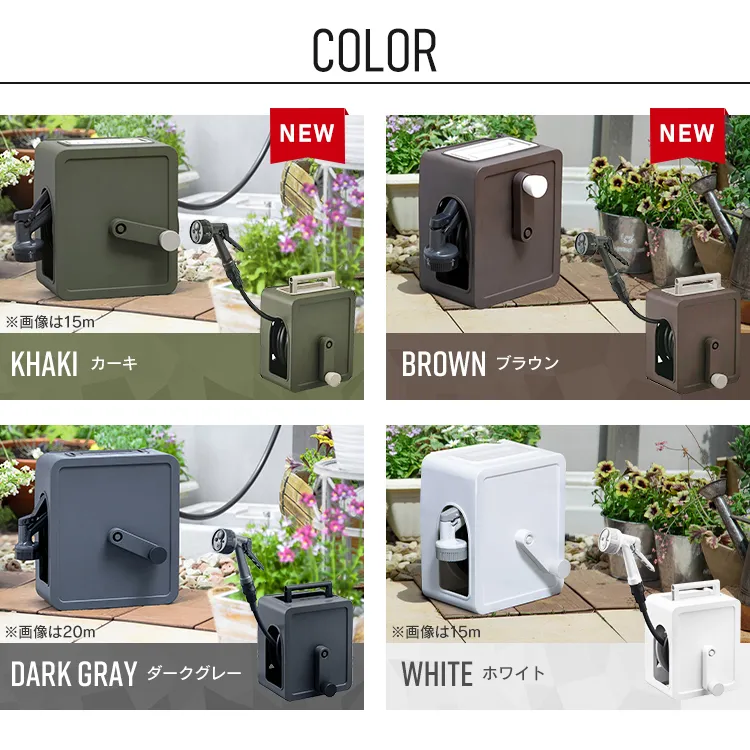 COLOR
NEW
※画像は15m
KHAKI カーキ
NEW
BROWN ブラウン
※画像は20m
DARK GRAY ダークグレー
※画像は15m
WHITE ホワイト